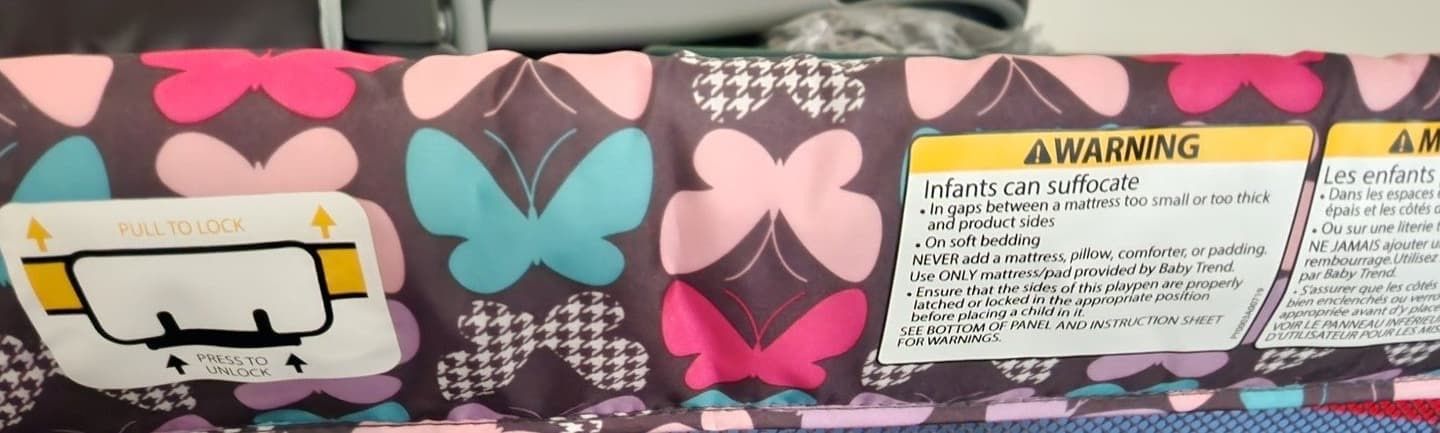 PULL TO LOCK
PRESS TO
UNLOCK
WARNING
Infants can suffocate
• In gaps between a mattress too small or too thick
and product sides
• On soft bedding
NEVER add a mattress, pillow, comforter, or padding.
Use ONLY mattress/pad provided by Baby Trend.
• Ensure that the sides of this playpen are properly
latched or locked in the appropriate position
before placing a child in it.
SEE BOTTOM OF PANEL AND INSTRUCTION SHEET
FOR WARNINGS.
M
Les enfants
• Dans les espaces
épais et les côtés
• Ou sur une literie
NE JAMAIS ajouter
rembourrage. Utilisez
par Baby Trend.
• S'assurer que les côtés
bien enclenchés ou
appropriée avant d'y
VOIR LE PANNEAU
D'UTILISATEUR POUR LES